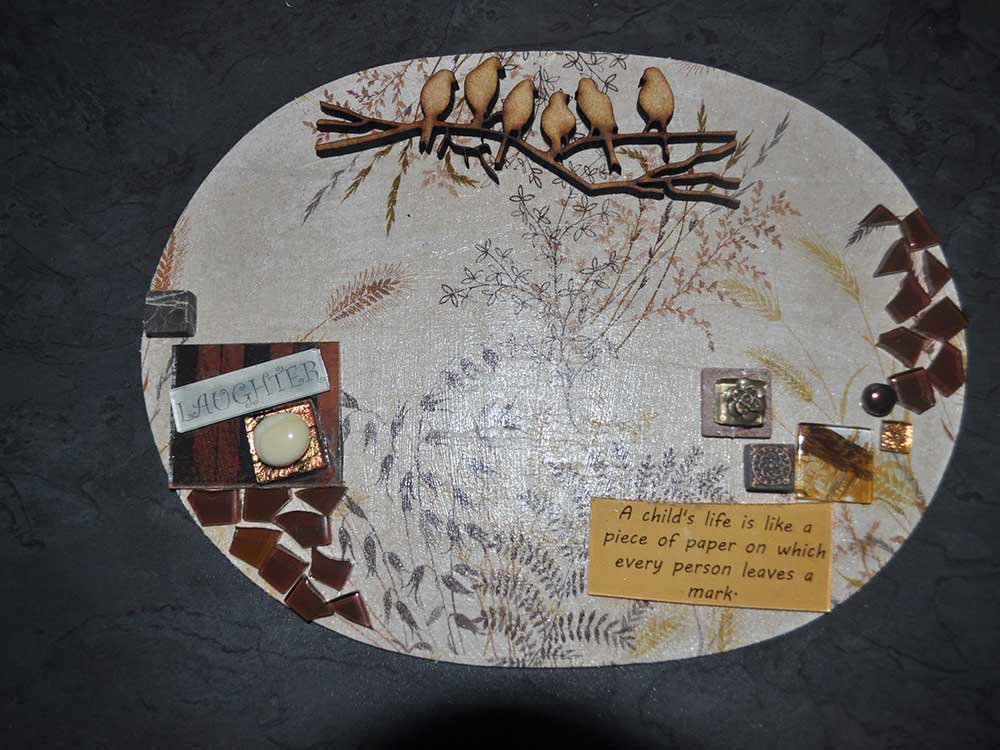 LAUGHTER
A child's life is like a
piece of paper on which
every person leaves a
mark.